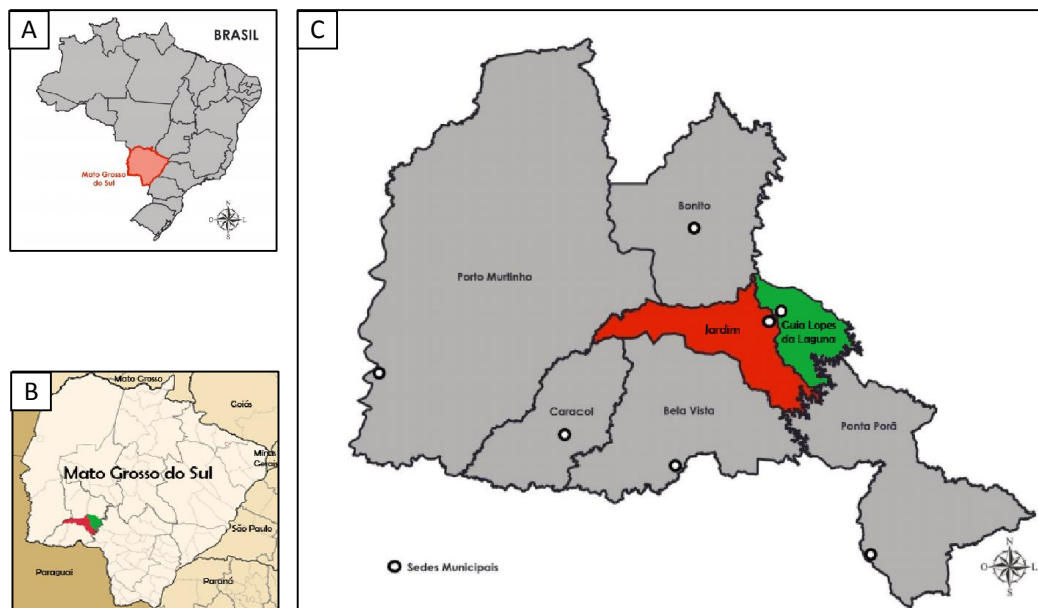 A
BRASIL
Mato Grosso
do Sul
N
O
L
S
B
Mato Grosso
Goiás
Minas
Gerais
Mato Grosso do Sul
São Paulo
Paraguai
Paraná
C
Bonito
Porto Murtinho
Jardim
Guia Lopes
da Laguna
Caracol
Bela Vista
Ponta Porã
Sedes Municipais
N
O
L
S